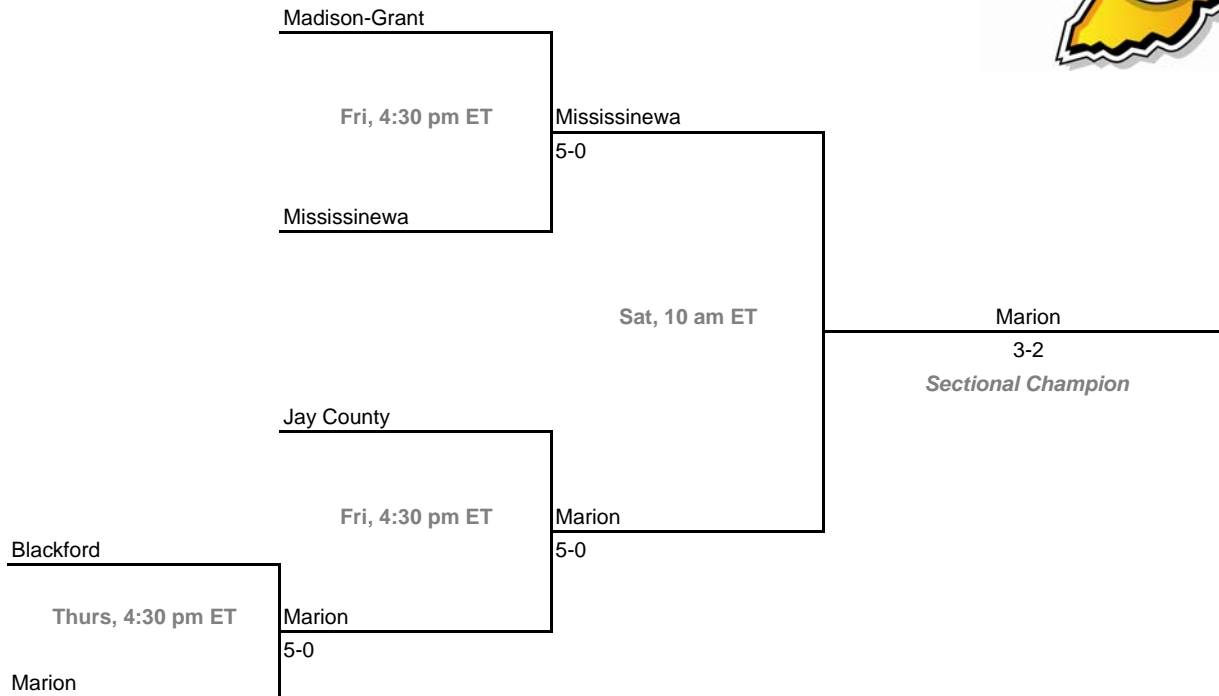 Madison-Grant
Fri, 4:30 pm ET
Mississinewa
5-0
Mississinewa
Sat, 10 am ET
Marion
3-2
Sectional Champion
Jay County
Fri, 4:30 pm ET
Marion
5-0
Blackford
Thurs, 4:30 pm ET
Marion
5-0
Marion